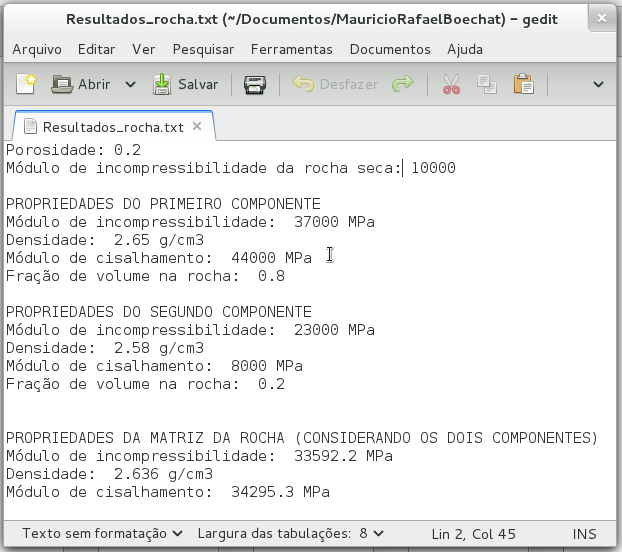 Resultados_rocha.txt (~/Documentos/MauricioRafaelBoechat) – gedit
Arquivo Editar Ver Pesquisar Ferramentas Documentos Ajuda
Abrir Salvar Desfazer
Resultados_rocha.txt
Porosidade: 0.2
Módulo de incompressibilidade da rocha seca: 10000
PROPRIEDADES DO PRIMEIRO COMPONENTE
Módulo de incompressibilidade: 37000 MPa
Densidade: 2.65 g/cm3
Módulo de cisalhamento: 44000 MPa
Fração de volume na rocha: 0.8
PROPRIEDADES DO SEGUNDO COMPONENTE
Módulo de incompressibilidade: 23000 MPa
Densidade: 2.58 g/cm3
Módulo de cisalhamento: 8000 MPa
Fração de volume na rocha: 0.2
PROPRIEDADES DA MATRIZ DA ROCHA (CONSIDERANDO OS DOIS COMPONENTES)
Módulo de incompressibilidade: 33592.2 MPa
Densidade: 2.636 g/cm3
Módulo de cisalhamento: 34295.3 MPa
Texto sem formatação Largura das tabulações: 8 Lin 2, Col 45 INS